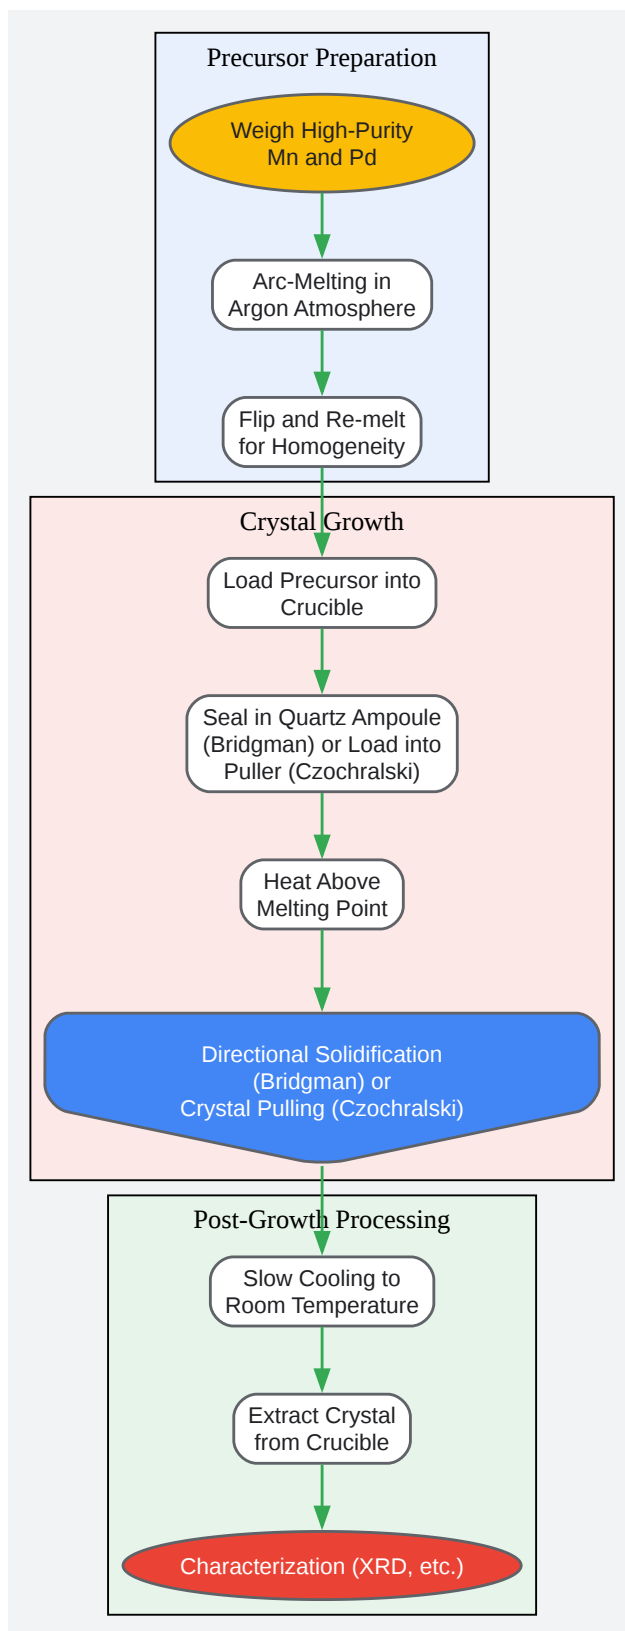 Precursor Preparation
Weigh High-Purity
Mn and Pd
Arc-Melting in
Argon Atmosphere
Flip and Re-melt
for Homogeneity
Crystal Growth
Load Precursor into
Crucible
Seal in Quartz Ampoule
(Bridgman) or Load into
Puller (Czochralski)
Heat Above
Melting Point
Directional Solidification
(Bridgman) or
Crystal Pulling (Czochralski)
Post-Growth Processing
Slow Cooling to
Room Temperature
Extract Crystal
from Crucible
Characterization (XRD, etc.)